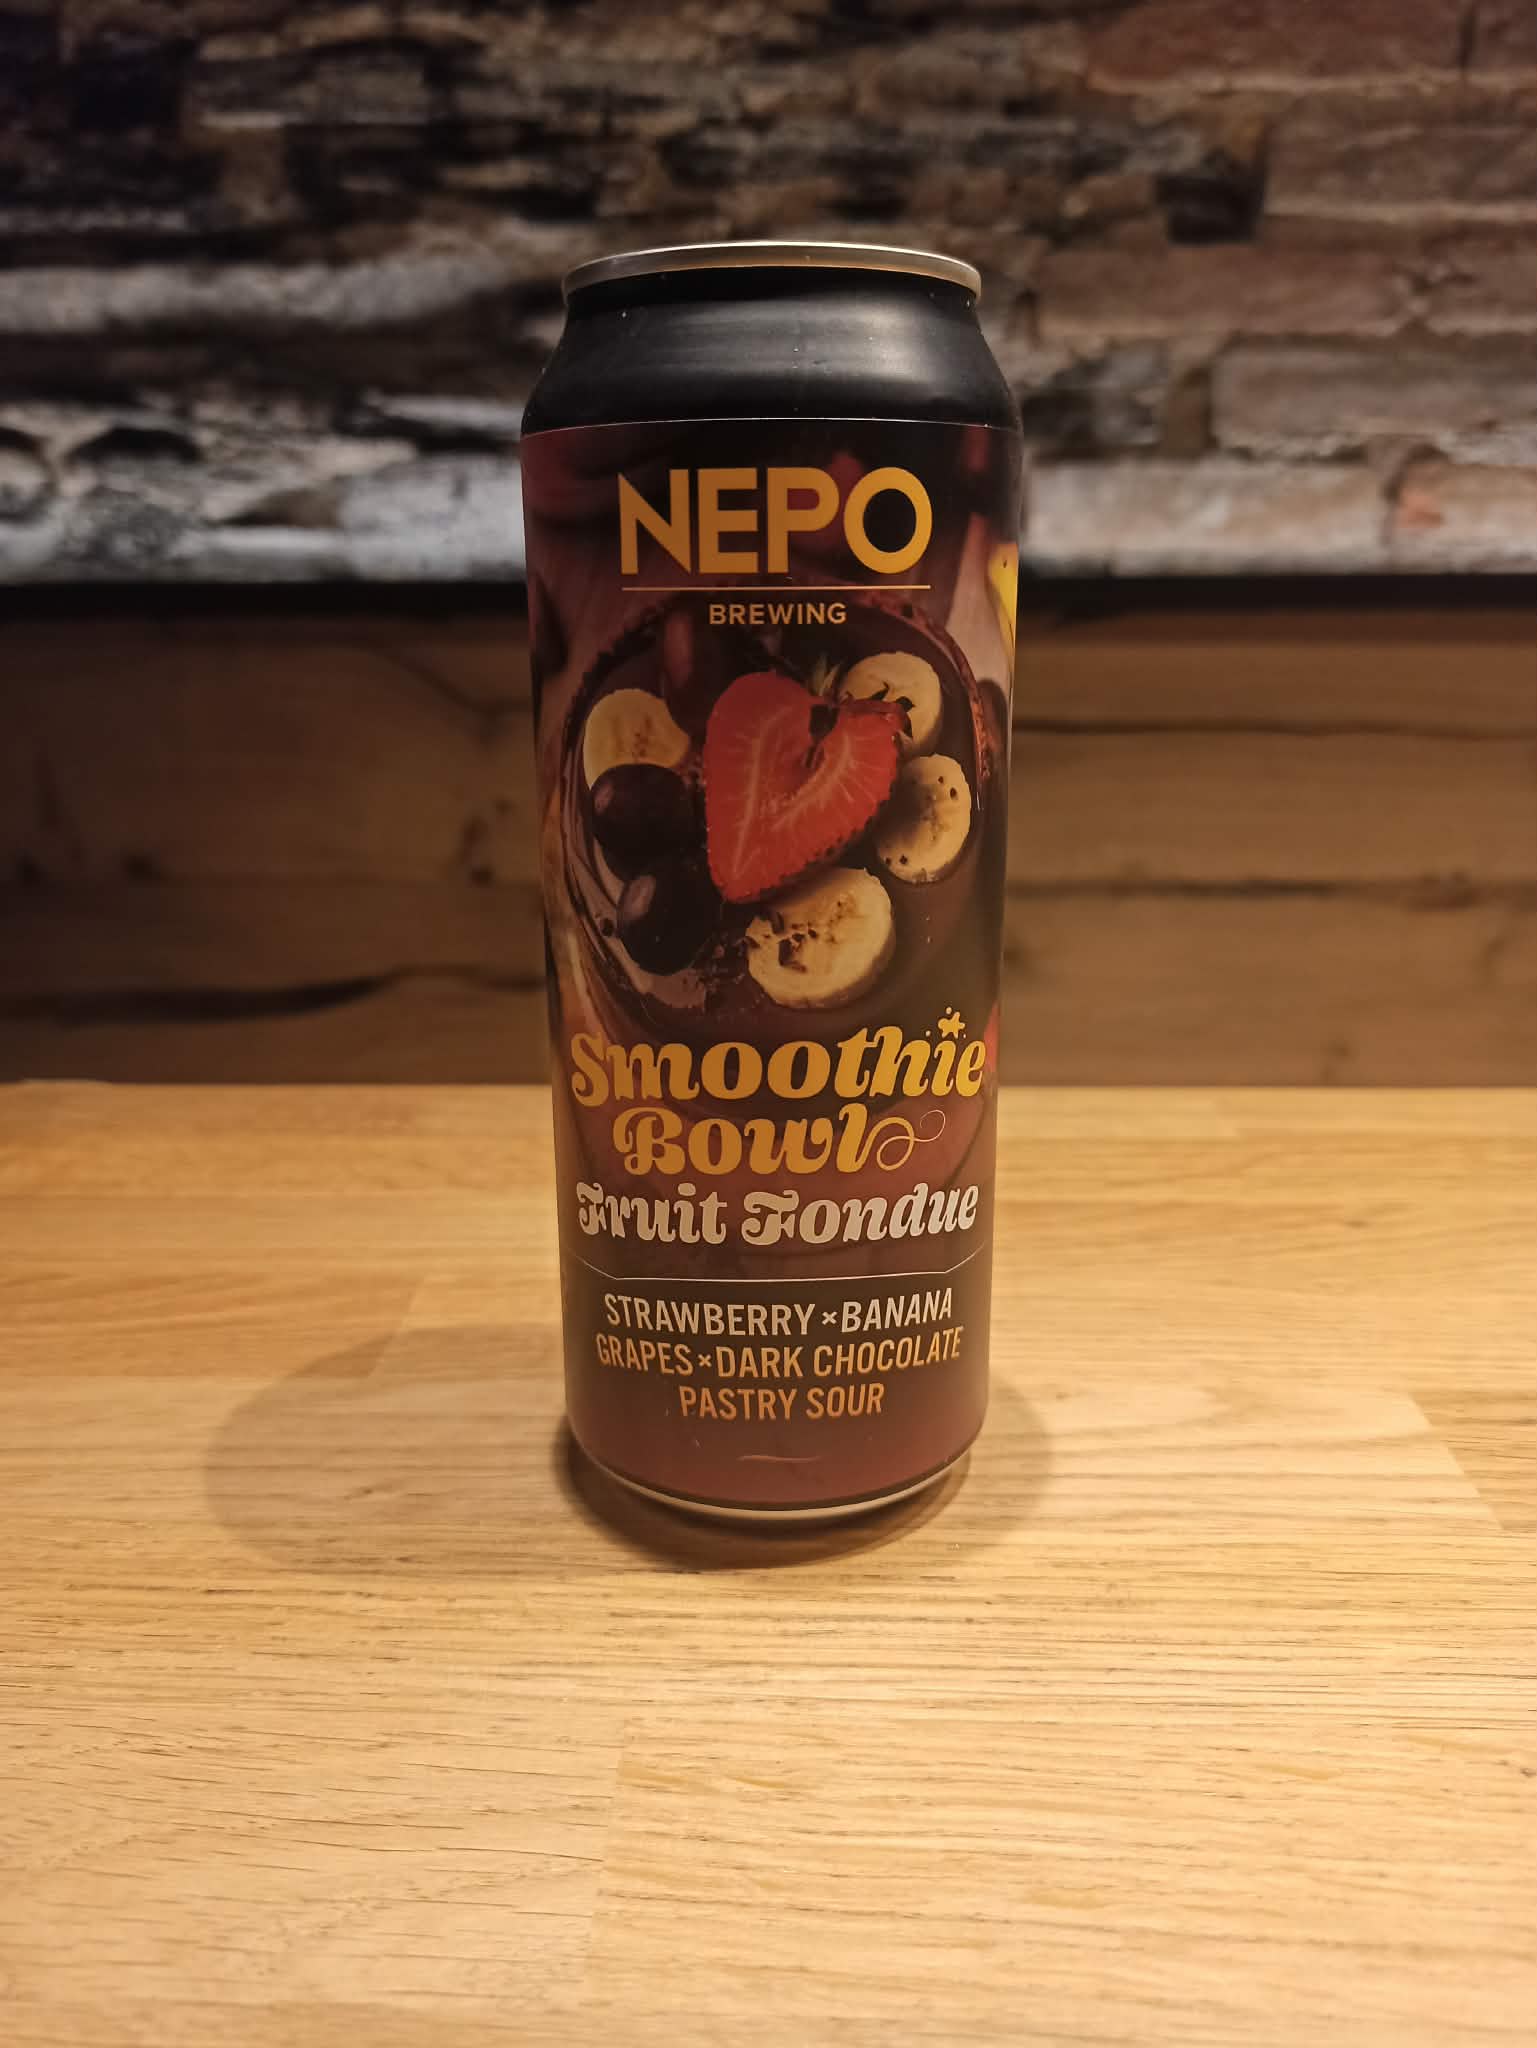 NEPO
BREWING
Smoothie
Bowl
Fruit Fondue
STRAWBERRY × BANANA
GRAPES × DARK CHOCOLATE
PASTRY SOUR